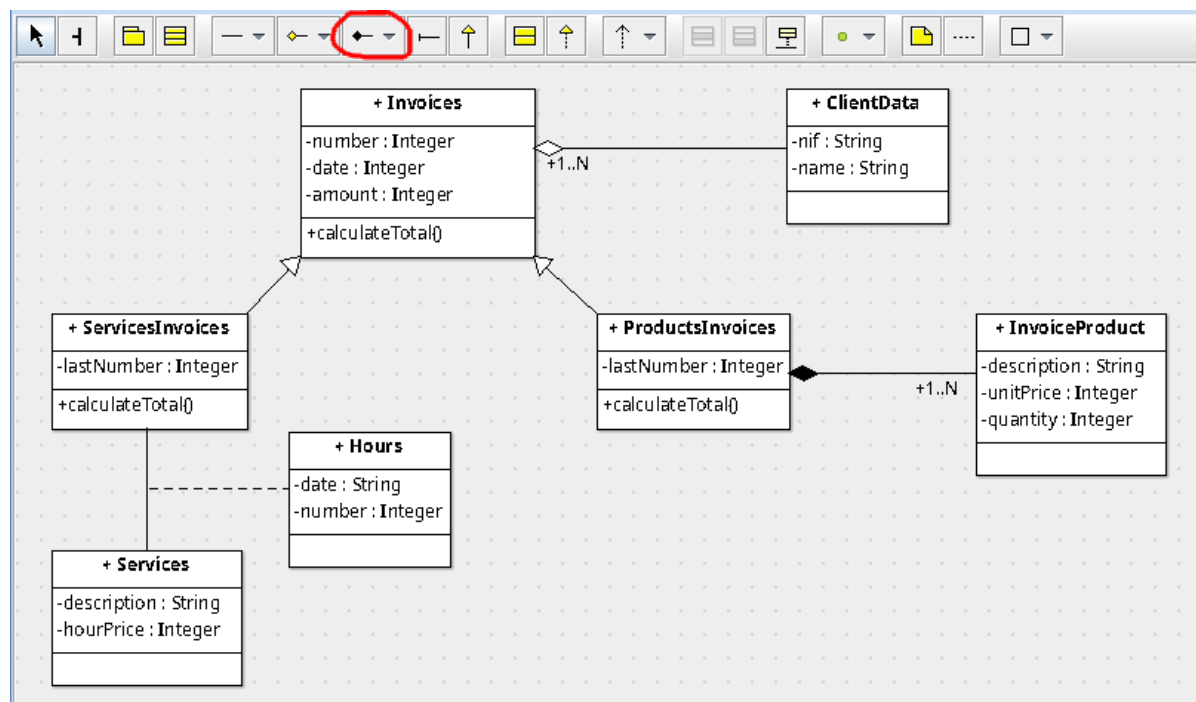 + Invoices
-number : Integer
-date : Integer
-amount : Integer
+calculateTotal()
+1..N
+ ClientData
-nif : String
-name : String
+ ServicesInvoices
-lastNumber : Integer
+calculateTotal()
+ ProductsInvoices
-lastNumber : Integer
+calculateTotal()
+1..N
+ InvoiceProduct
-description : String
-unitPrice : Integer
-quantity : Integer
+ Hours
-date : String
-number : Integer
+ Services
-description : String
-hourPrice : Integer